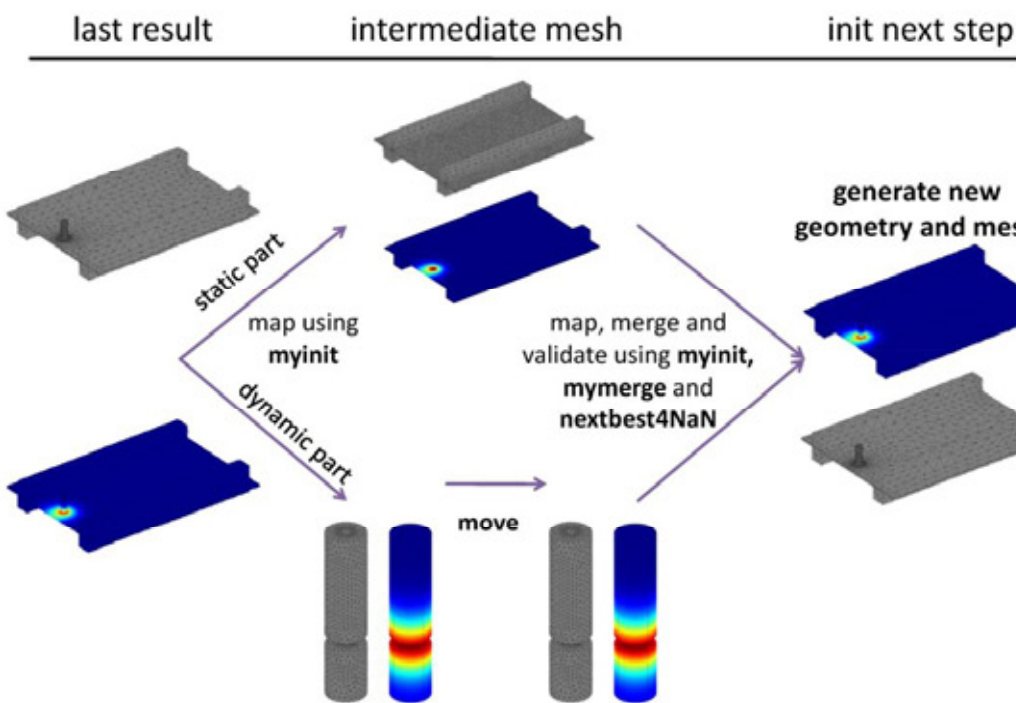 last result
intermediate mesh
init next step
generate new
geometry and mes
static part
map using
myinit
dynamic part
map, merge and
validate using myinit,
mymerge and
nextbest4NaN
move